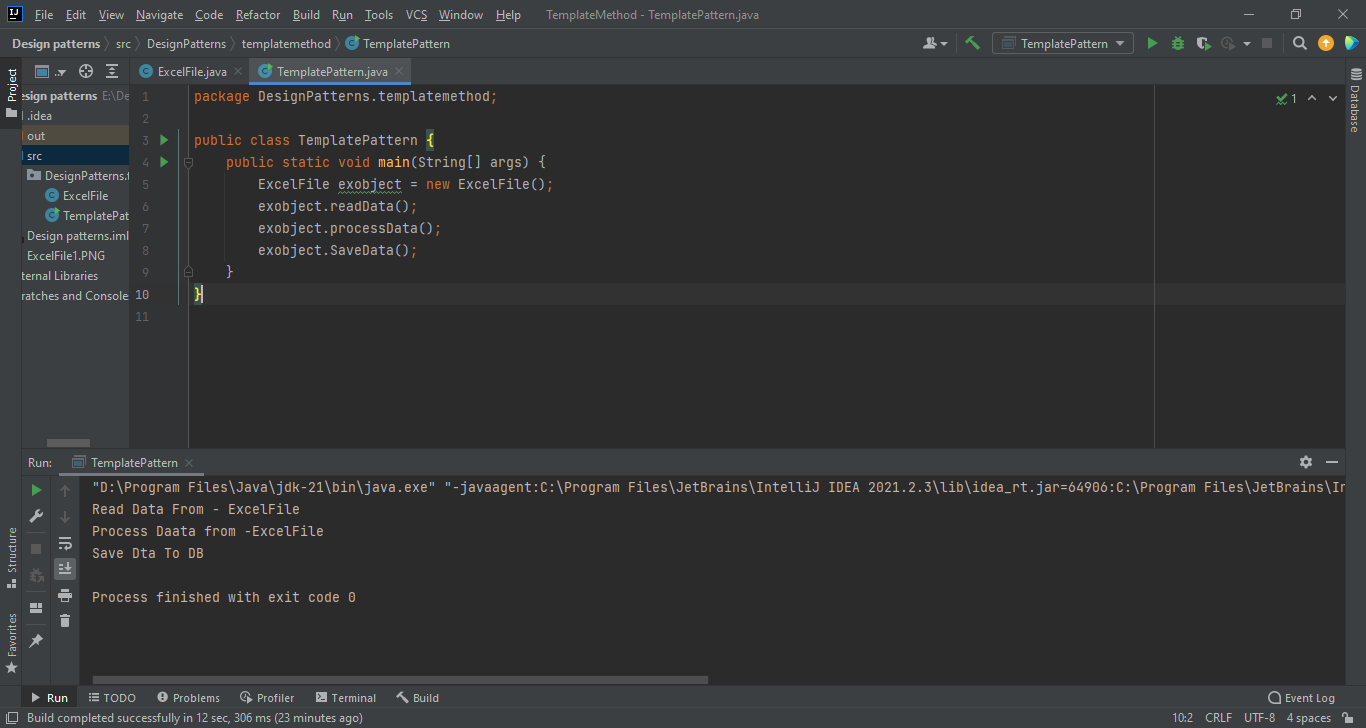 File Edit View Navigate Code Refactor Build Run Tools VCS Window Help TemplateMethod - TemplatePattern.java
Design patterns src DesignPatterns templatemethod TemplatePattern TemplatePattern
Project
ExcelFile.java TemplatePattern.java
esign patterns E:\De
.idea
out
src
DesignPatterns.t
ExcelFile
TemplatePat
Design patterns.iml
ExcelFile1.PNG
ternal Libraries
ratches and Console
1 package DesignPatterns.templatemethod;
2
3 public class TemplatePattern {
4 public static void main(String[] args) {
5 ExcelFile exobject = new ExcelFile();
6 exobject.readData();
7 exobject.processData();
8 exobject.SaveData();
9 }
10 }
11
1
Database
Run: TemplatePattern
"D:\Program Files\Java\jdk-21\bin\java.exe" "-javaagent:C:\Program Files\JetBrains\IntelliJ IDEA 2021.2.3\lib\idea_rt.jar=64906:C:\Program Files\JetBrains\In
Read Data From - ExcelFile
Process Daata from -ExcelFile
Save Dta To DB
Process finished with exit code 0
Structure
Favorites
Run TODO Problems Profiler Terminal Build Event Log
Build completed successfully in 12 sec, 306 ms (23 minutes ago) 10:2 CRLF UTF-8 4 spaces